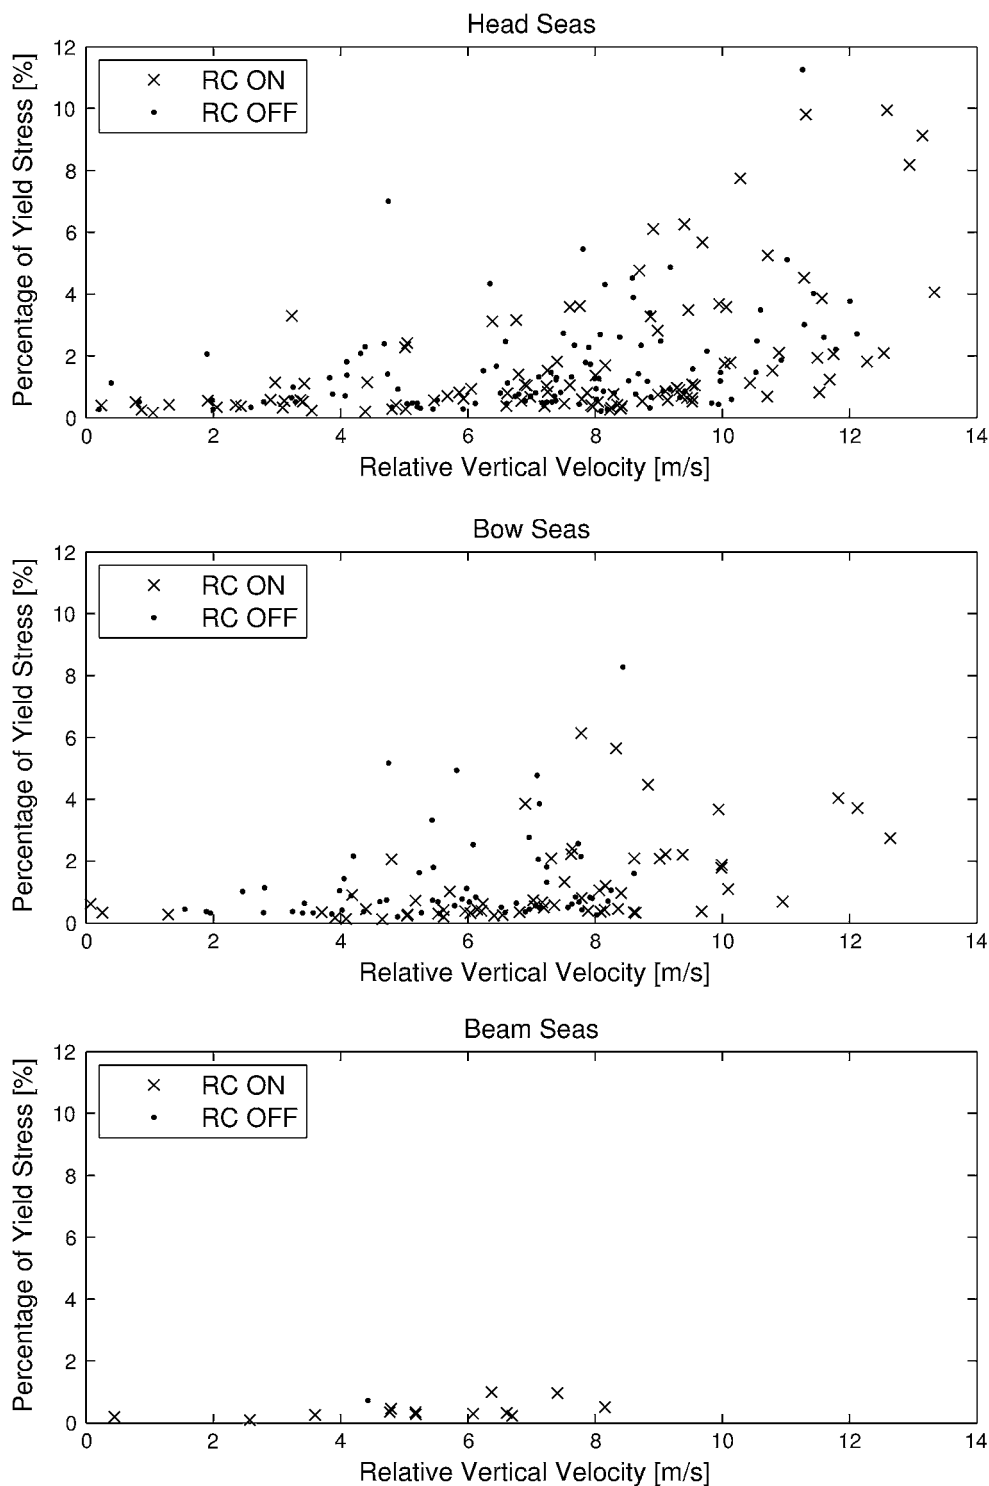 Head Seas
Percentage of Yield Stress [%]
12
10
8
6
4
2
0
RC ON
RC OFF
0 2 4 6 8 10 12 14
Relative Vertical Velocity [m/s]
Bow Seas
Percentage of Yield Stress [%]
12
10
8
6
4
2
0
RC ON
RC OFF
0 2 4 6 8 10 12 14
Relative Vertical Velocity [m/s]
Beam Seas
Percentage of Yield Stress [%]
12
10
8
6
4
2
0
RC ON
RC OFF
0 2 4 6 8 10 12 14
Relative Vertical Velocity [m/s]